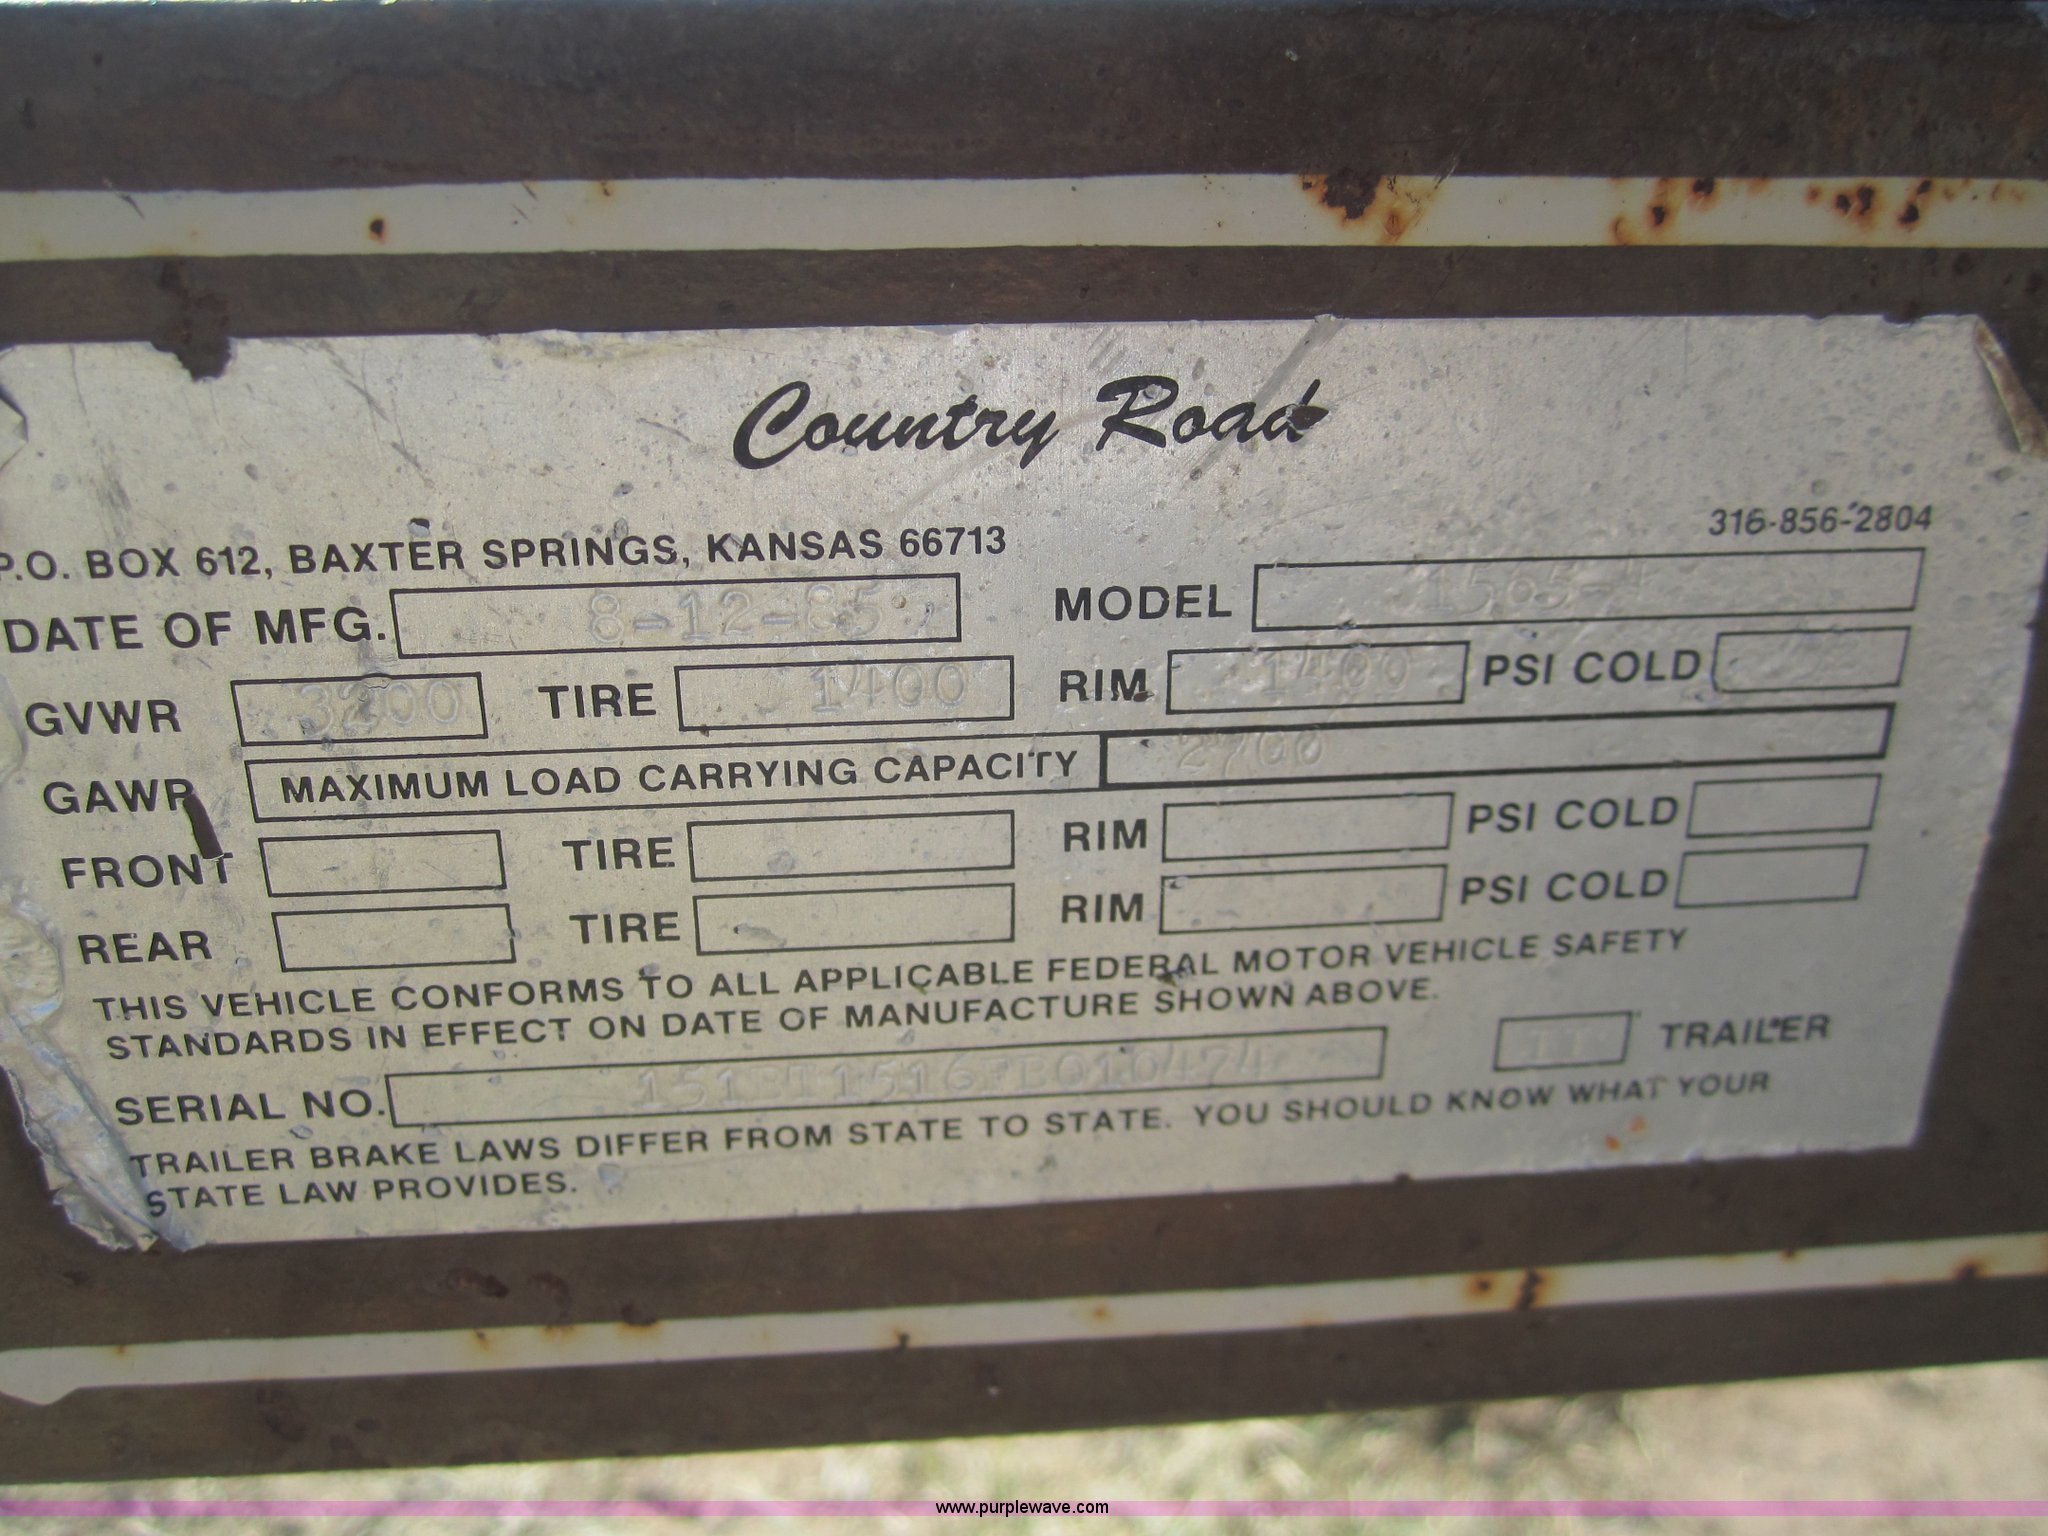 Country Road
316-856-2804
P.O. BOX 612, BAXTER SPRINGS, KANSAS 66713
DATE OF MFG. 8-12-85 MODEL
GVWR 3200 TIRE 1400 RIM 1400 PSI COLD
GAWR MAXIMUM LOAD CARRYING CAPACITY 2700
FRONT TIRE RIM PSI COLD
REAR TIRE RIM PSI COLD
THIS VEHICLE CONFORMS TO ALL APPLICABLE FEDERAL MOTOR VEHICLE SAFETY
STANDARDS IN EFFECT ON DATE OF MANUFACTURE SHOWN ABOVE.
SERIAL NO. 151BT1516FB010474 TRAILER
TRAILER BRAKE LAWS DIFFER FROM STATE TO STATE. YOU SHOULD KNOW WHAT YOUR
STATE LAW PROVIDES.
www.purplewave.com